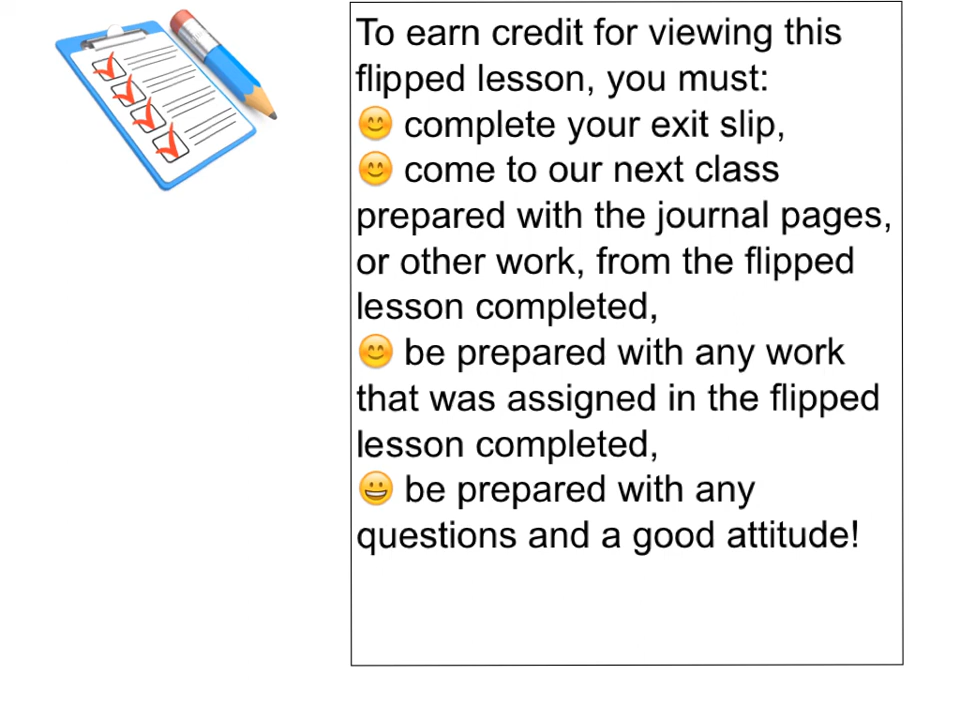 To earn credit for viewing this
flipped lesson, you must:
😊 complete your exit slip,
😊 come to our next class
prepared with the journal pages,
or other work, from the flipped
lesson completed,
😊 be prepared with any work
that was assigned in the flipped
lesson completed,
😀 be prepared with any
questions and a good attitude!